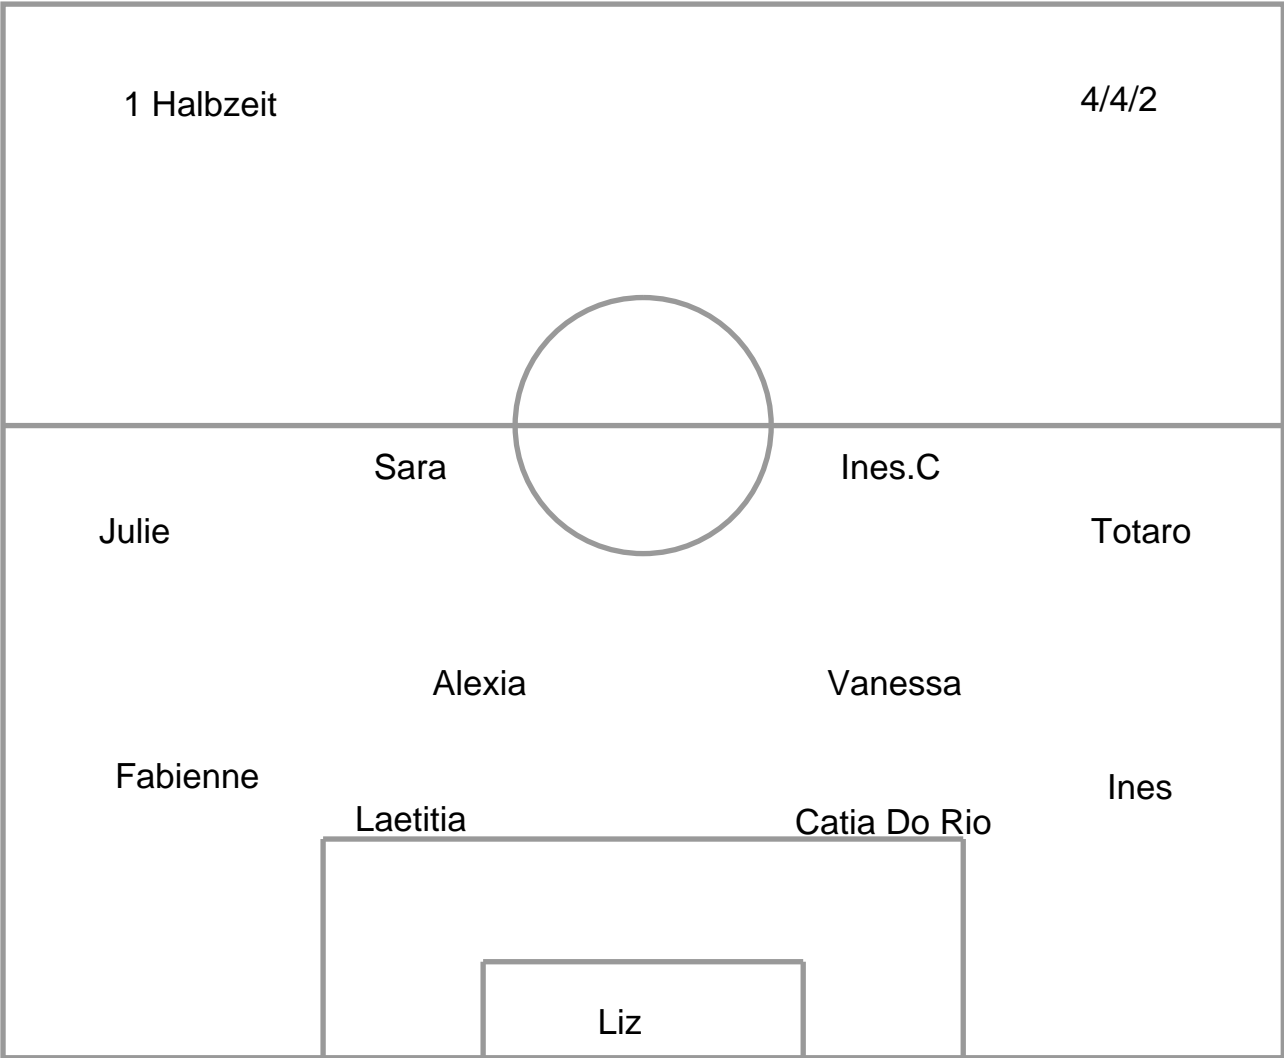 1 Halbzeit
4/4/2
Sara
Ines.C
Julie
Totaro
Alexia
Vanessa
Fabienne
Ines
Laetitia
Catia Do Rio
Liz